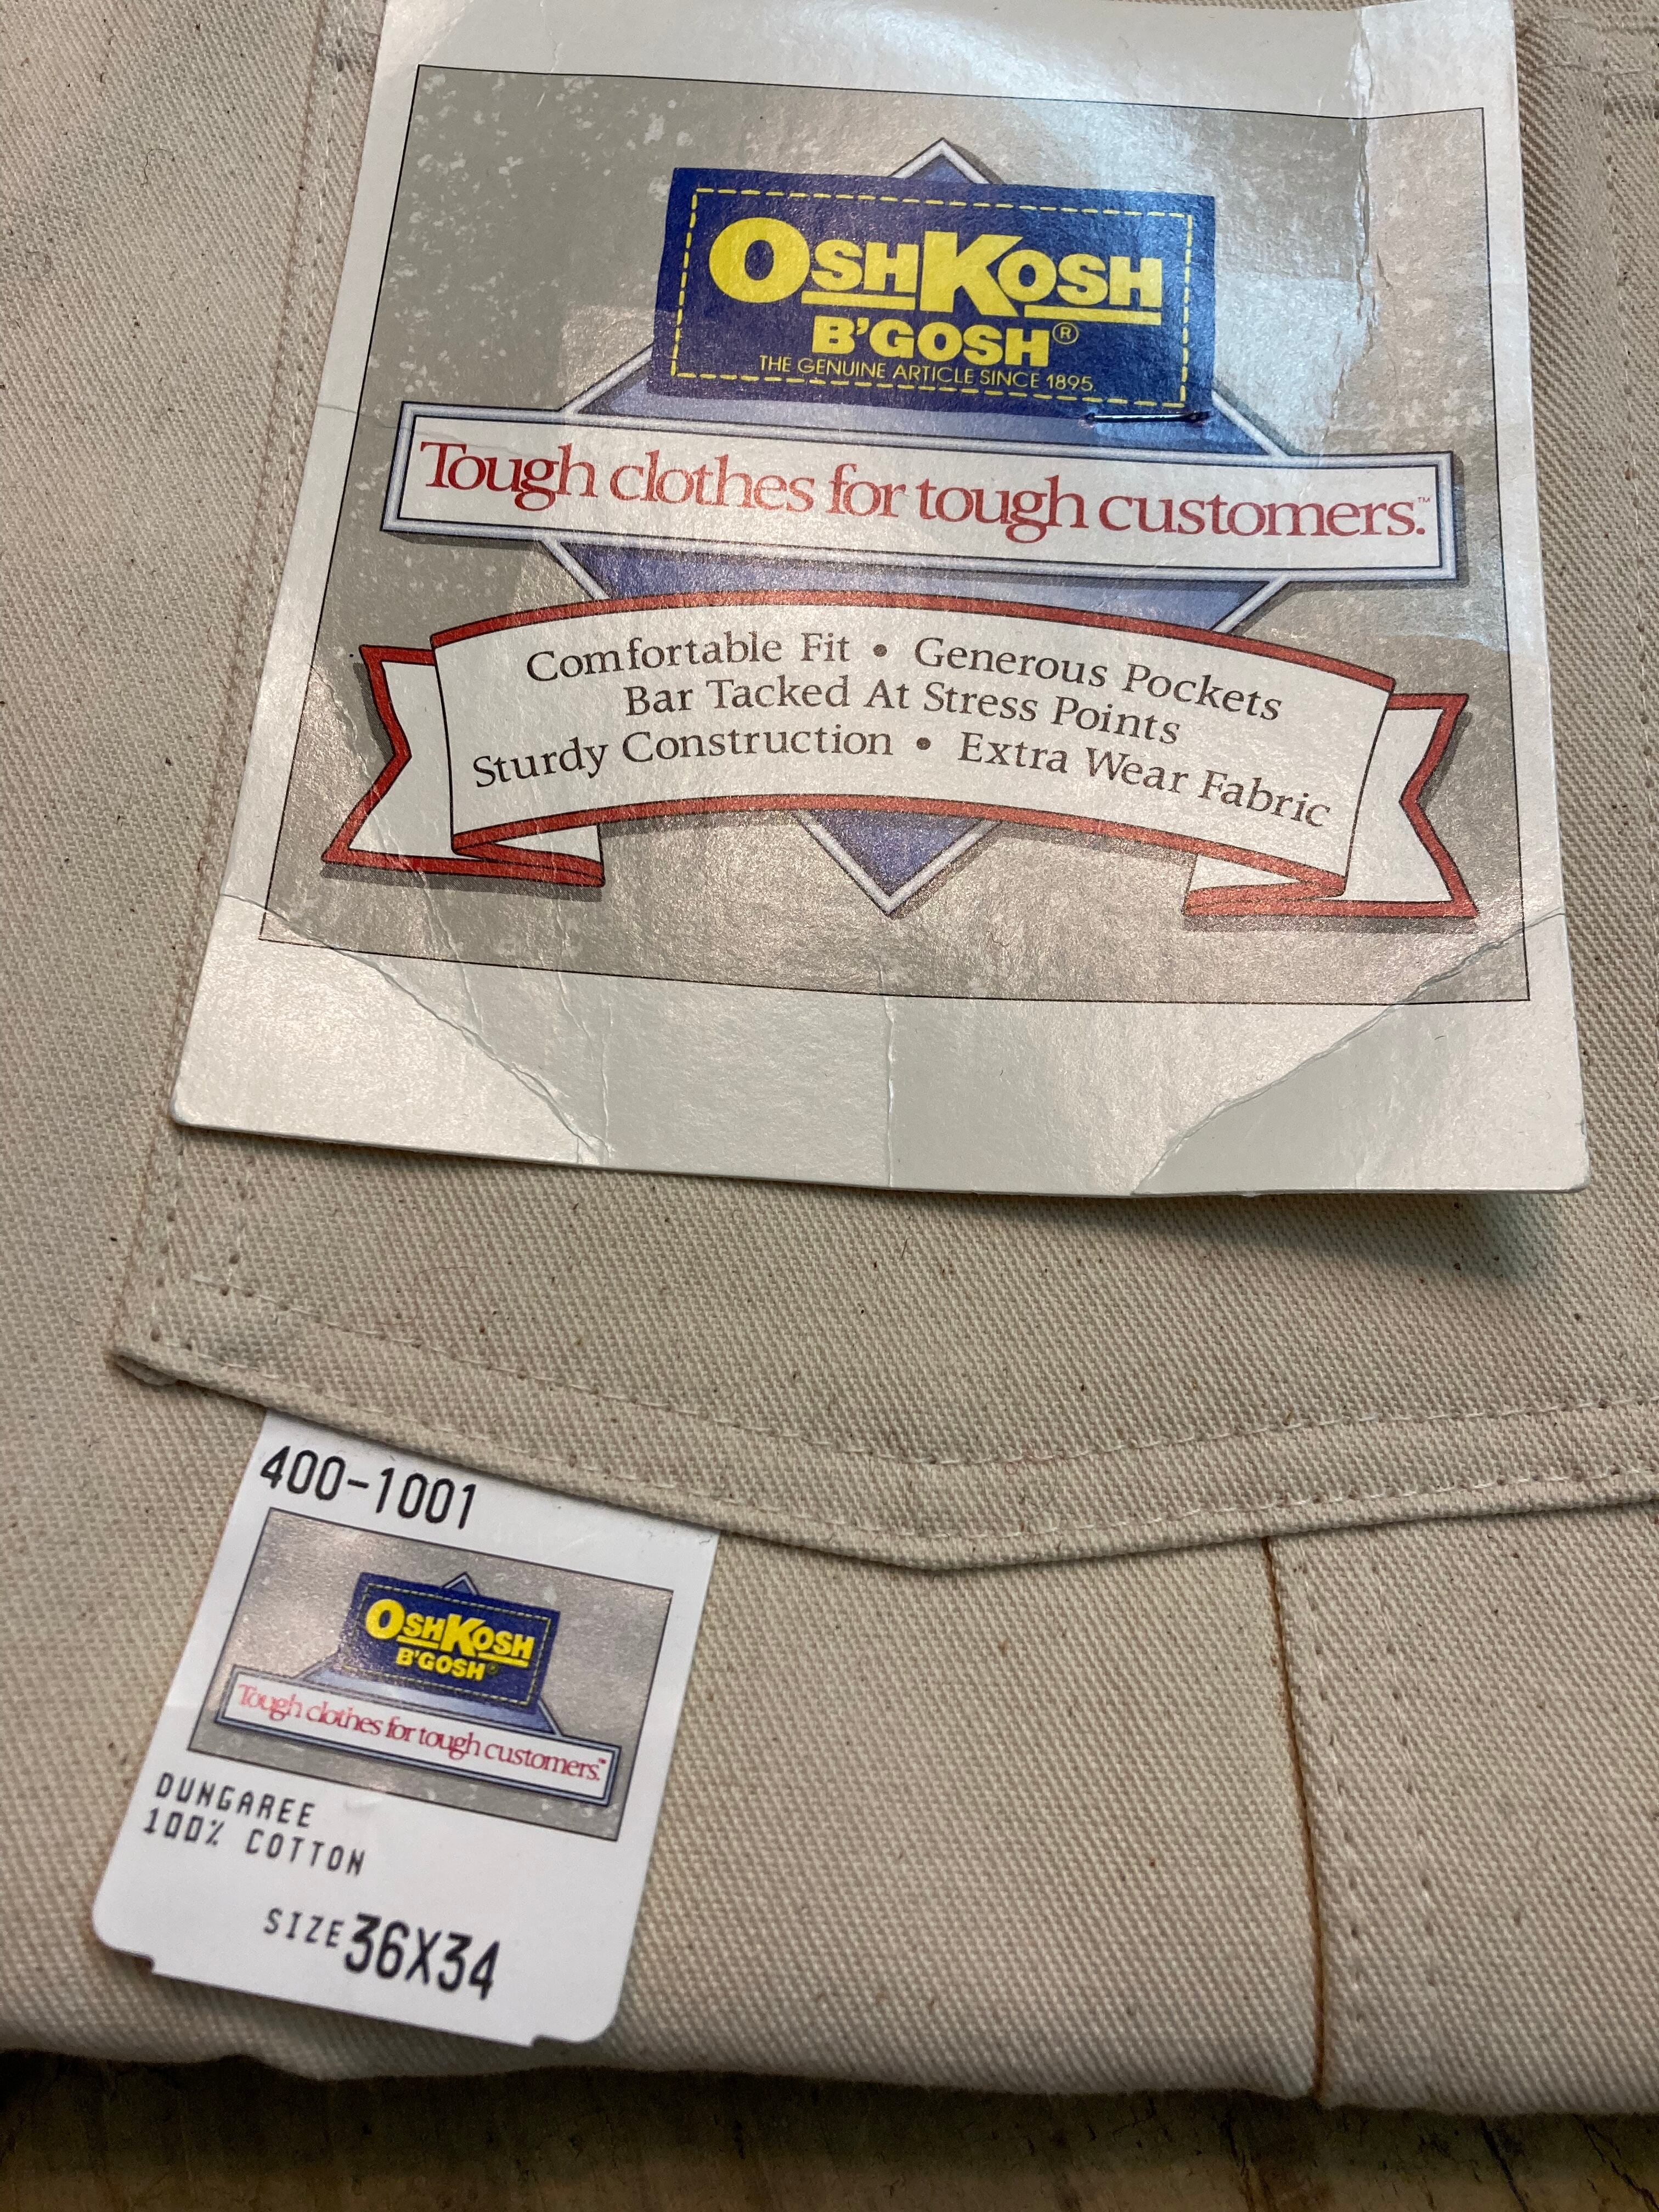 OSHKOSH
B'GOSH®
THE GENUINE ARTICLE SINCE 1895.
Tough clothes for tough customers.™
Comfortable Fit • Generous Pockets
Bar Tacked At Stress Points
Sturdy Construction • Extra Wear Fabric
400-1001
OSHKOSH
B'GOSH®
Tough clothes for tough customers.™
DUNGAREE
100% COTTON
SIZE 36X34